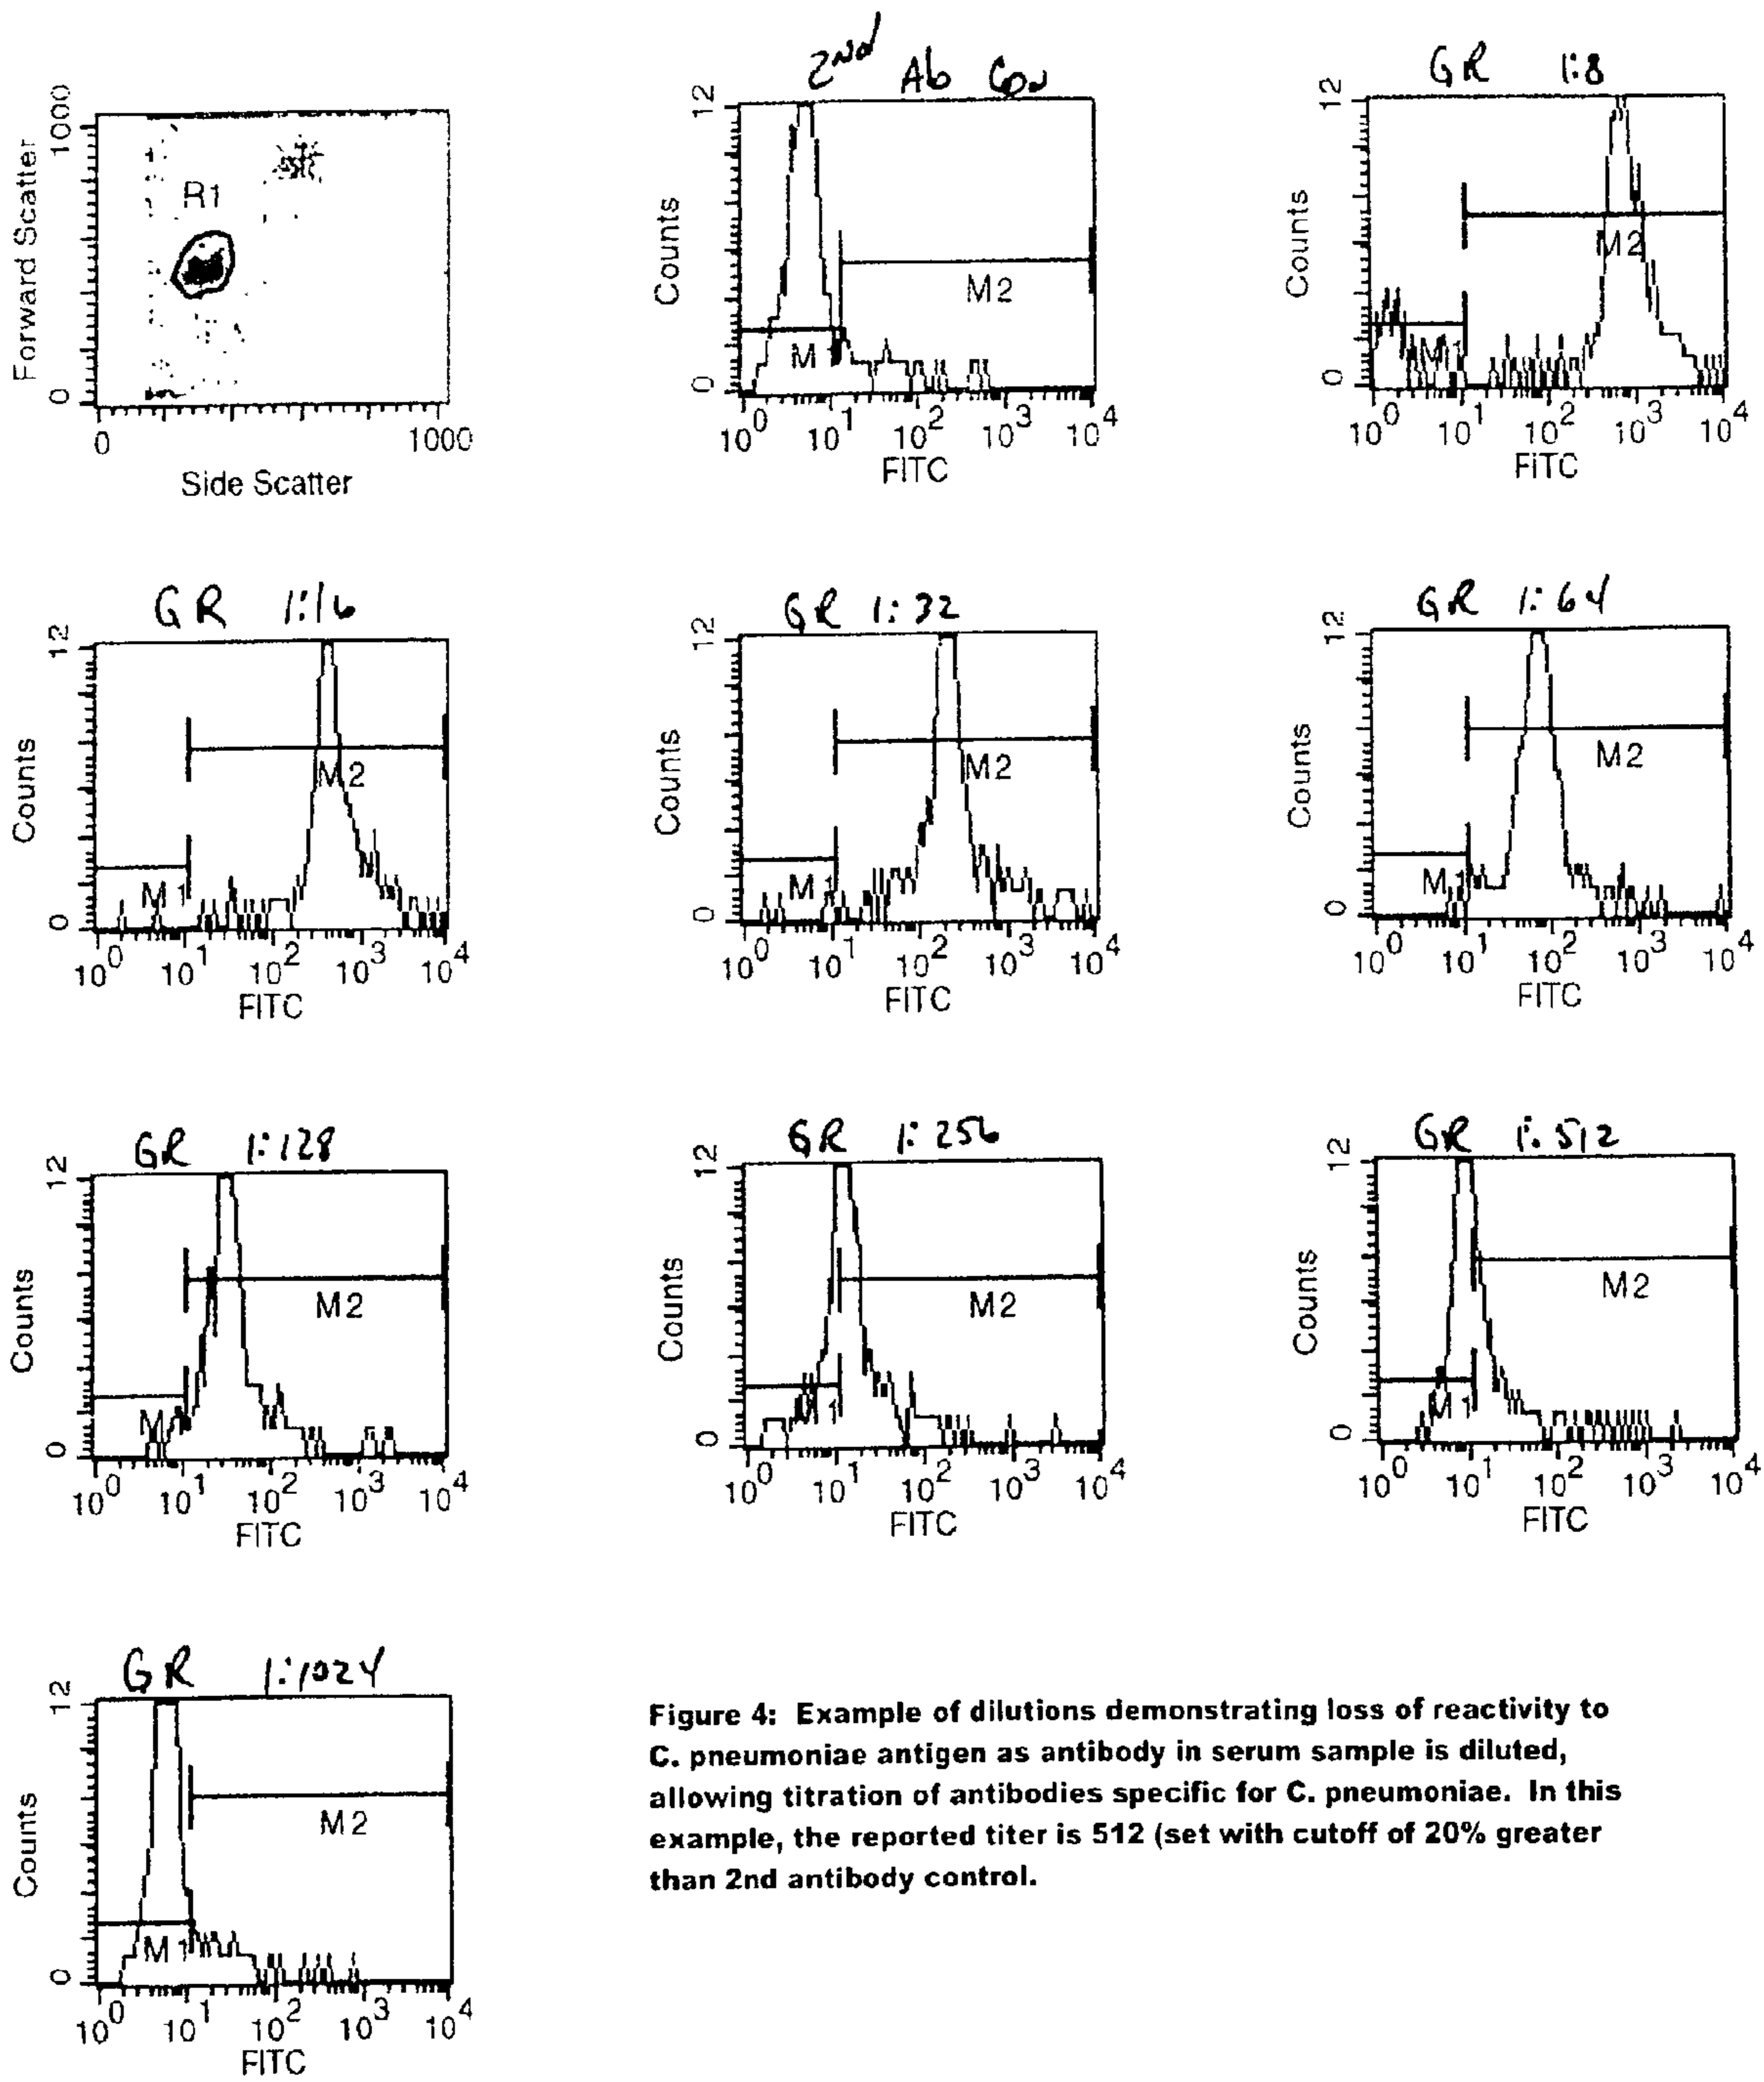 2nd Ab Con
GR 1:8
1000
Forward Scatter
R1
0
0 1000
Side Scatter
12
Counts
M1
M2
0
10^0 10^1 10^2 10^3 10^4
FITC
12
Counts
M1
M2
0
10^0 10^1 10^2 10^3 10^4
FITC
GR 1:16
GR 1:32
GR 1:64
12
Counts
M1
M2
0
10^0 10^1 10^2 10^3 10^4
FITC
12
Counts
M1
M2
0
10^0 10^1 10^2 10^3 10^4
FITC
12
Counts
M1
M2
0
10^0 10^1 10^2 10^3 10^4
FITC
GR 1:128
GR 1:256
GR 1:512
12
Counts
M
M2
0
10^0 10^1 10^2 10^3 10^4
FITC
12
Counts
M1
M2
0
10^0 10^1 10^2 10^3 10^4
FITC
12
Counts
M1
M2
0
10^0 10^1 10^2 10^3 10^4
FITC
GR 1:1024
12
Counts
M1
M2
0
10^0 10^1 10^2 10^3 10^4
FITC
Figure 4: Example of dilutions demonstrating loss of reactivity to
C. pneumoniae antigen as antibody in serum sample is diluted,
allowing titration of antibodies specific for C. pneumoniae. In this
example, the reported titer is 512 (set with cutoff of 20% greater
than 2nd antibody control.